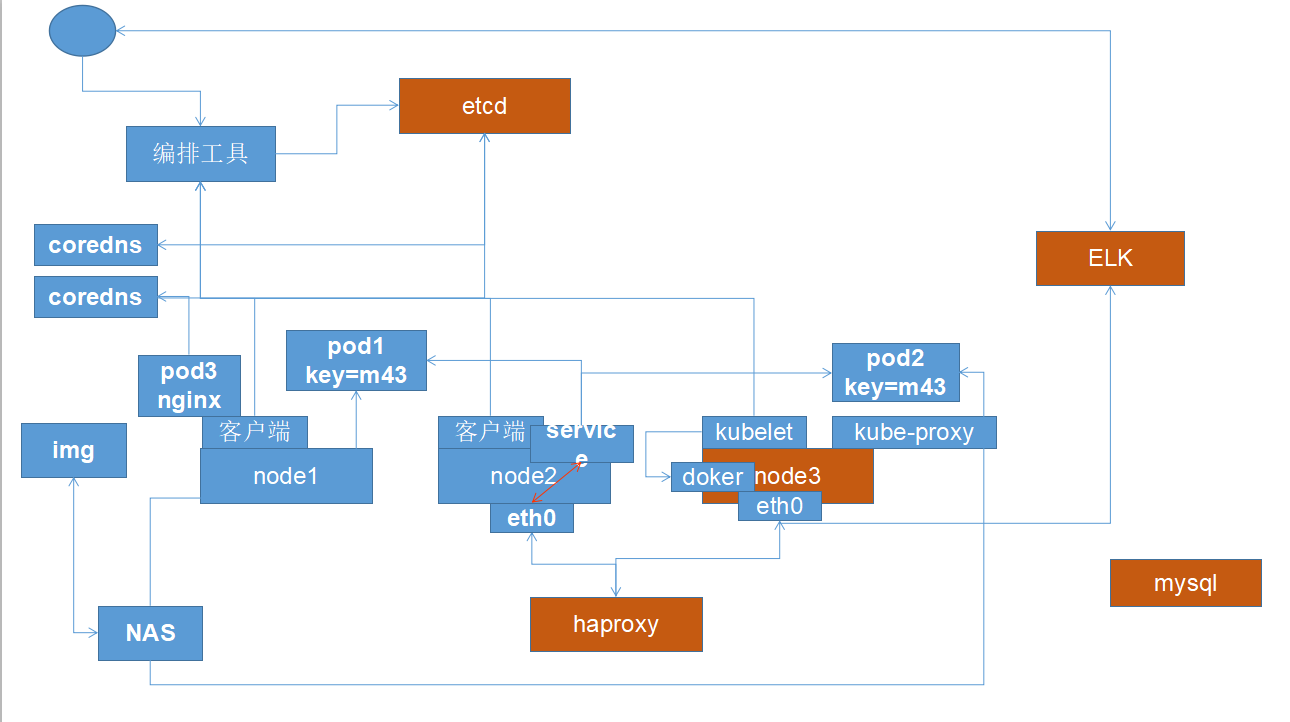 etcd
编排工具
coredns
ELK
coredns
pod1
key=m43
pod2
key=m43
pod3
nginx
客户端
客户端
servic
e
kubelet
kube-proxy
img
node1
node2
doker
node3
eth0
eth0
mysql
haproxy
NAS